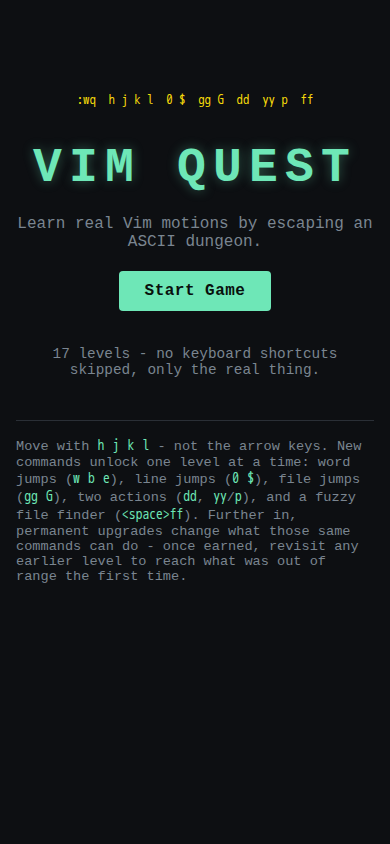 :wq h j k l 0 $ gg G dd yy p ff
VIM QUEST
Learn real Vim motions by escaping an
ASCII dungeon.
Start Game
17 levels - no keyboard shortcuts
skipped, only the real thing.
Move with h j k l - not the arrow keys. New
commands unlock one level at a time: word
jumps (w b e), line jumps (0 $), file jumps
(gg G), two actions (dd, yy/p), and a fuzzy
file finder (<space>ff). Further in,
permanent upgrades change what those same
commands can do - once earned, revisit any
earlier level to reach what was out of
range the first time.